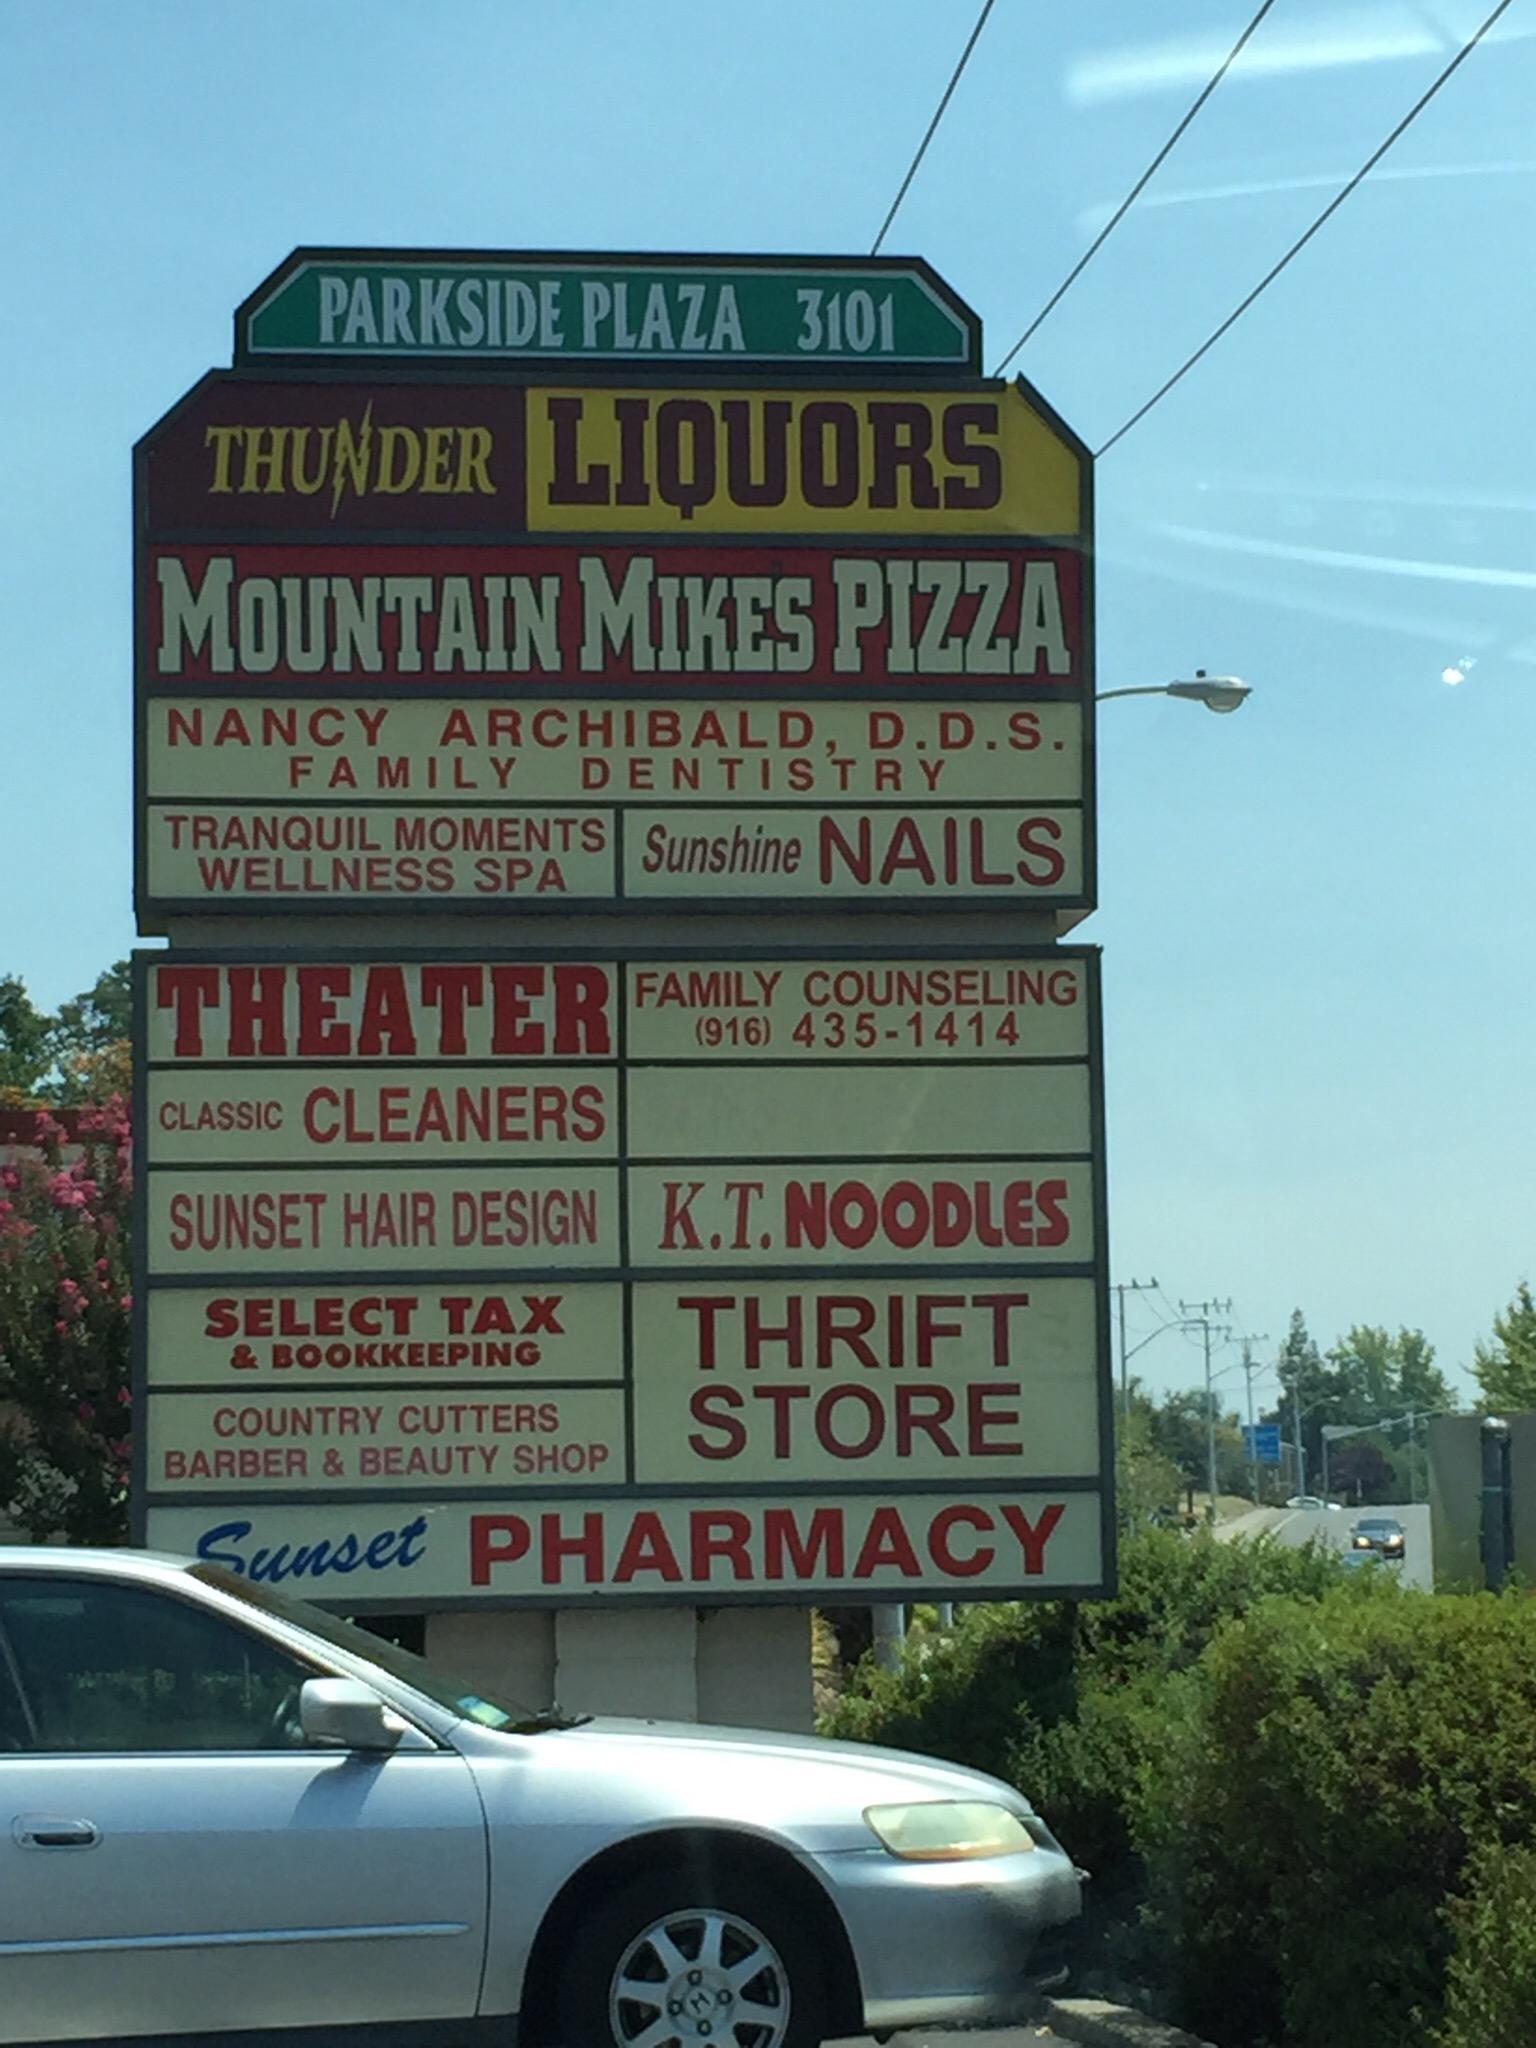 PARKSIDE PLAZA 3101
THUNDER LIQUORS
MOUNTAIN MIKE'S PIZZA
NANCY ARCHIBALD, D.D.S.
FAMILY DENTISTRY
TRANQUIL MOMENTS
WELLNESS SPA
Sunshine NAILS
THEATER
FAMILY COUNSELING
(916) 435-1414
CLASSIC CLEANERS
SUNSET HAIR DESIGN
K.T. NOODLES
SELECT TAX
& BOOKKEEPING
THRIFT
STORE
COUNTRY CUTTERS
BARBER & BEAUTY SHOP
Sunset PHARMACY